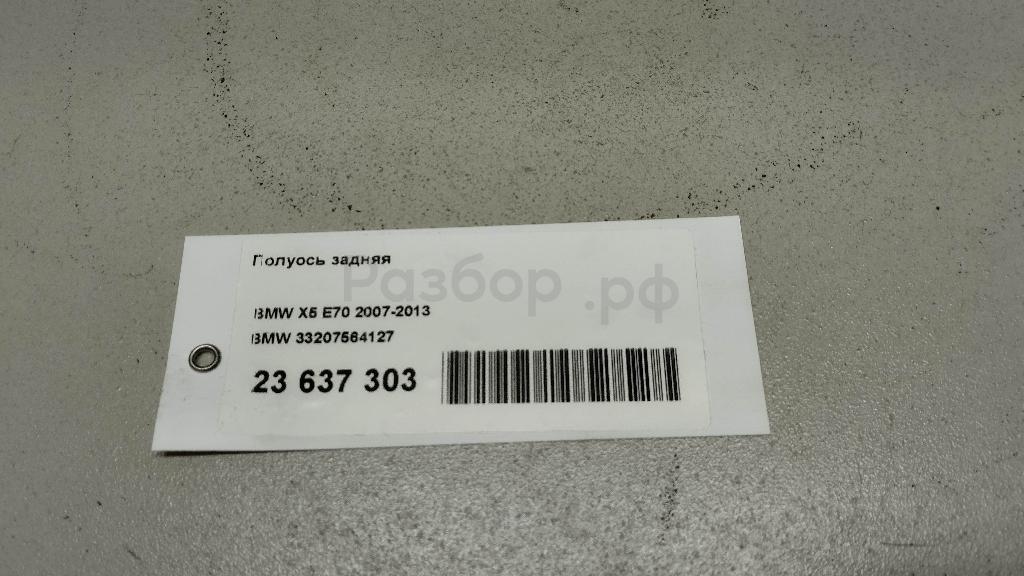 Полуось задняя
Разбор.рф
BMW X5 E70 2007-2013
BMW 33207564127
23 637 303